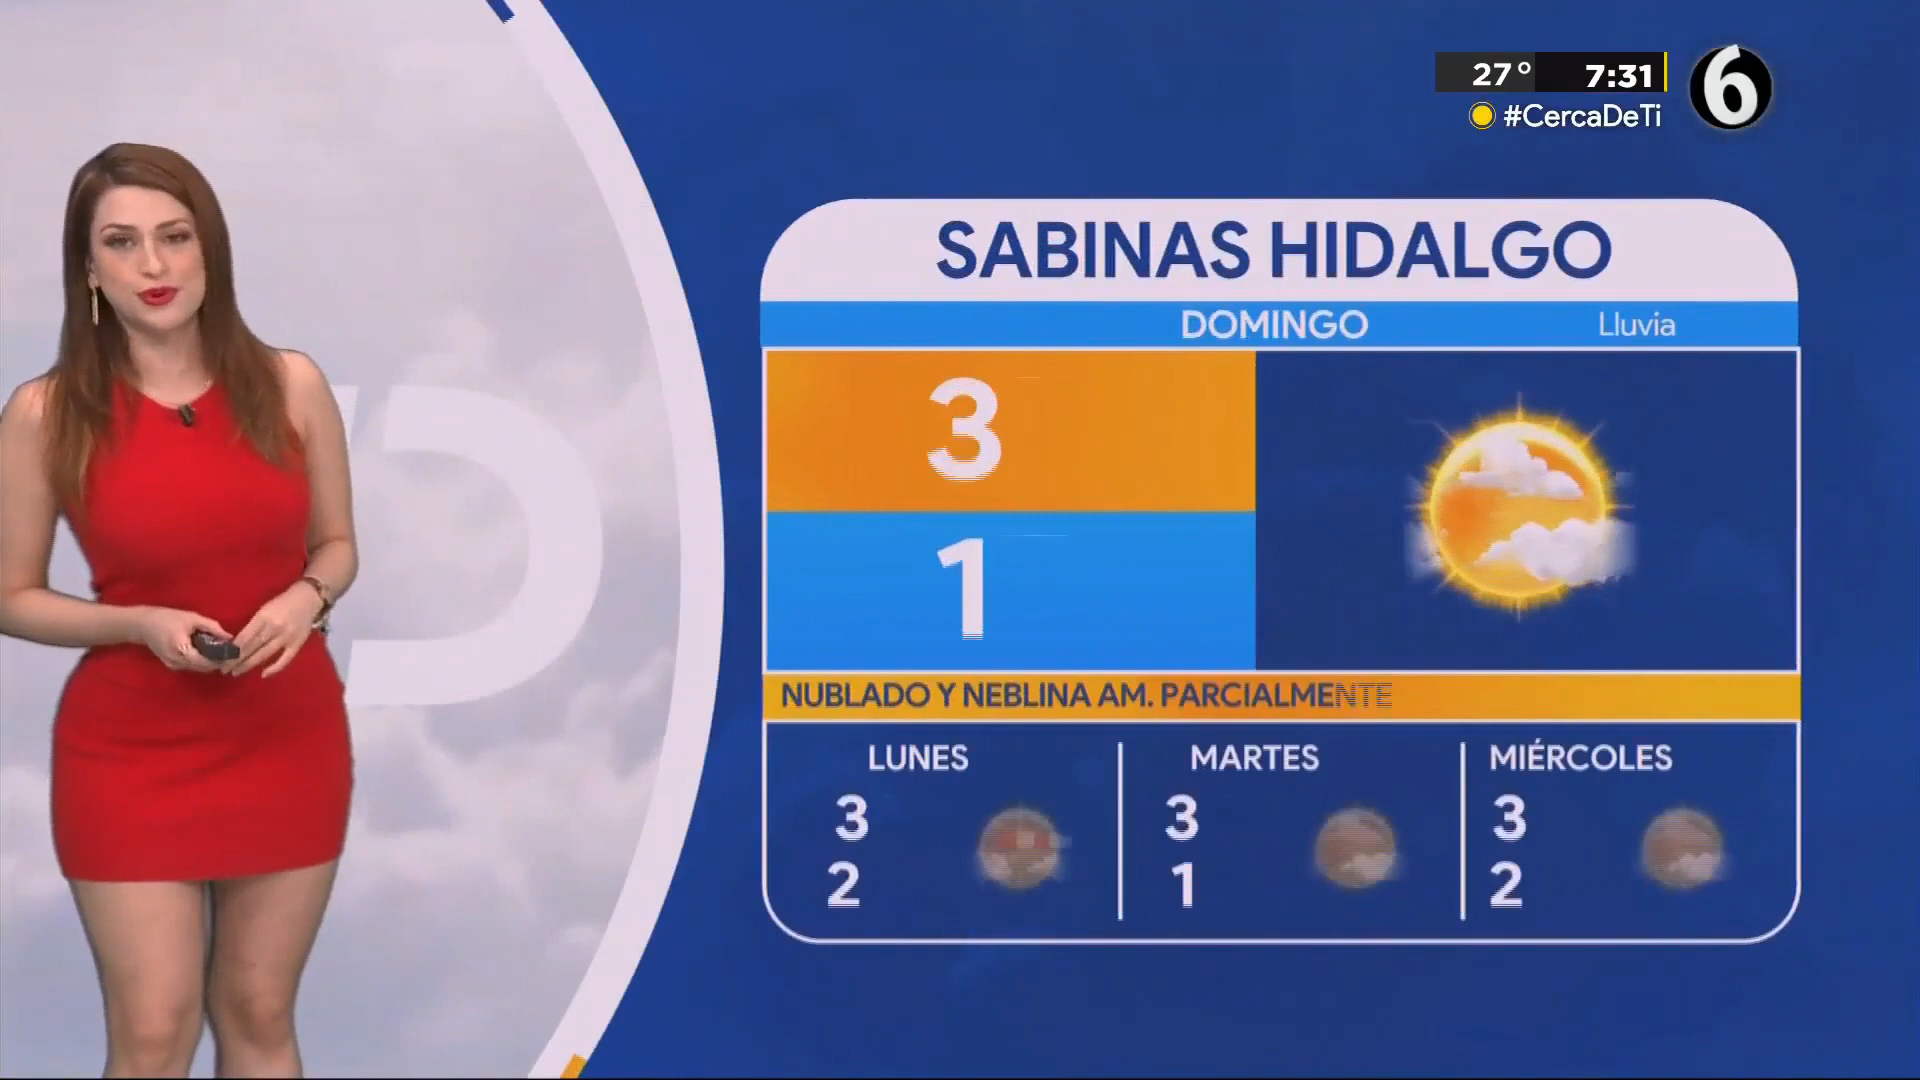 27° 7:31
#CercaDeTi
6
SABINAS HIDALGO
DOMINGO Lluvia
3
1
NUBLADO Y NEBLINA AM. PARCIALMENTE
LUNES MARTES MIÉRCOLES
3 3 3
2 1 2